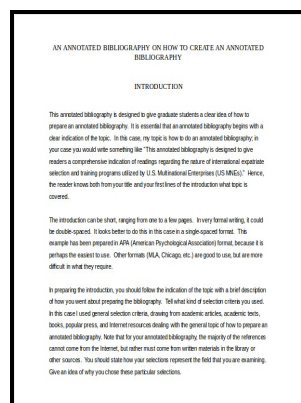 AN ANNOTATED BIBLIOGRAPHY ON HOW TO CREATE AN ANNOTATED
BIBLIOGRAPHY
INTRODUCTION
This annotated bibliography is designed to give graduate students a clear idea of how to
prepare an annotated bibliography. It is essential that an annotated bibliography begins with a
clear indication of the topic. In this case, my topic is how to do an annotated bibliography; in
your case you would write something like "This annotated bibliography is designed to give
readers a comprehensive indication of readings regarding the nature of international expatriate
selection and training programs utilized by U.S. Multinational Enterprises (US MNEs)." Hence,
the reader knows both from your title and your first lines of the introduction what topic is
covered.
The introduction can be short, ranging from one to a few pages. In very formal writing, it could
be double-spaced. It looks better to do this in this case in a single-spaced format. This
example has been prepared in APA (American Psychological Association) format, because it is
perhaps the easiest to use. Other formats (MLA, Chicago, etc.) are good to use, but are more
difficult in what they require.
In preparing the introduction, you should follow the indication of the topic with a brief description
of how you went about preparing the bibliography. Tell what kind of selection criteria you used.
In this case I used general selection criteria, drawing from academic articles, academic texts,
books, popular press, and Internet resources dealing with the general topic of how to prepare an
annotated bibliography. Note that for your annotated bibliography, the majority of the references
cannot come from the Internet, but rather must come from written materials in the library or
other sources. You should state how your selections represent the field that you are examining.
Give an idea of why you chose these particular selections.